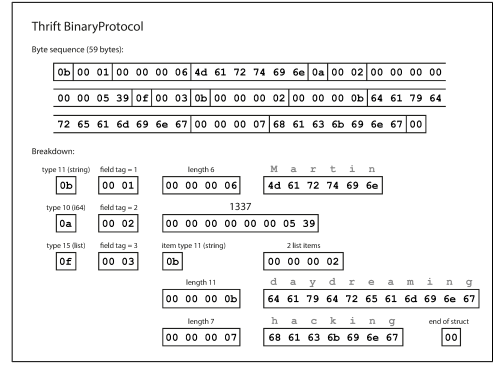 Thrift BinaryProtocol
Byte sequence (59 bytes):
0b 00 01 00 00 00 06 4d 61 72 74 69 6e 0a 00 02 00 00 00 00
00 00 05 39 0f 00 03 0b 00 00 00 02 00 00 00 0b 64 61 79 64
72 65 61 6d 69 6e 67 00 00 00 07 68 61 63 6b 69 6e 67 00
Breakdown:
type 11 (string) field tag = 1 length 6 M a r t i n
0b 00 01 00 00 00 06 4d 61 72 74 69 6e
type 10 (i64) field tag = 2 1337
0a 00 02 00 00 00 00 00 00 05 39
type 15 (list) field tag = 3 item type 11 (string) 2 list items
0f 00 03 0b 00 00 00 02
length 11 d a y d r e a m i n g
00 00 00 0b 64 61 79 64 72 65 61 6d 69 6e 67
length 7 h a c k i n g end of struct
00 00 00 07 68 61 63 6b 69 6e 67 00